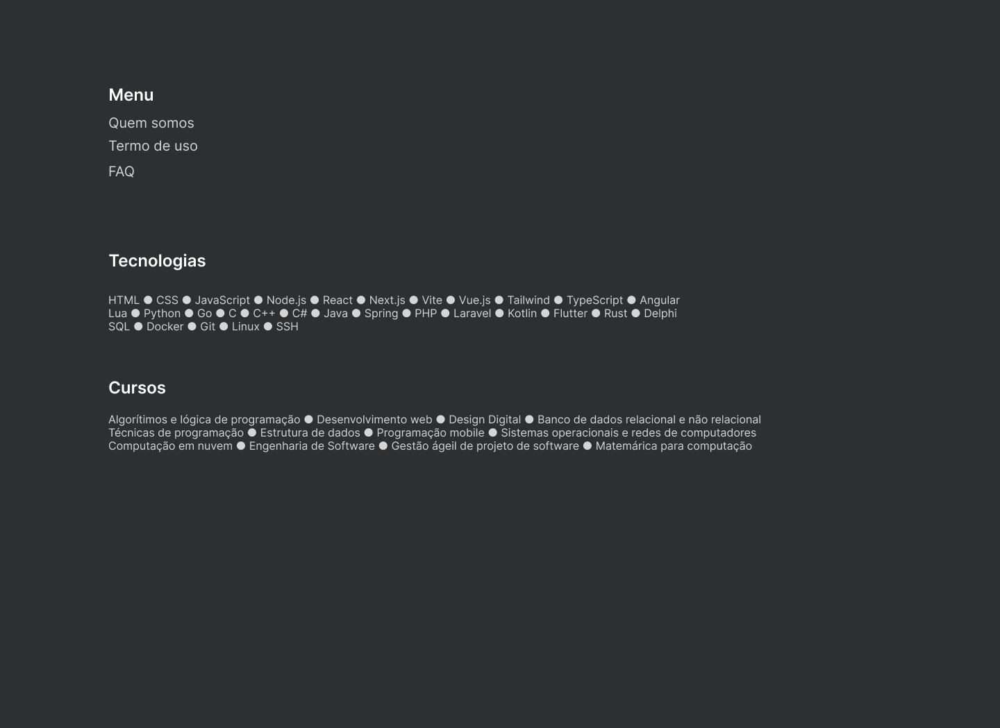 Menu
Quem somos
Termo de uso
FAQ
Tecnologias
HTML ● CSS ● JavaScript ● Node.js ● React ● Next.js ● Vite ● Vue.js ● Tailwind ● TypeScript ● Angular
Lua ● Python ● Go ● C ● C++ ● C# ● Java ● Spring ● PHP ● Laravel ● Kotlin ● Flutter ● Rust ● Delphi
SQL ● Docker ● Git ● Linux ● SSH
Cursos
Algorítimos e lógica de programação ● Desenvolvimento web ● Design Digital ● Banco de dados relacional e não relacional
Técnicas de programação ● Estrutura de dados ● Programação mobile ● Sistemas operacionais e redes de computadores
Computação em nuvem ● Engenharia de Software ● Gestão ágeil de projeto de software ● Matemárica para computação